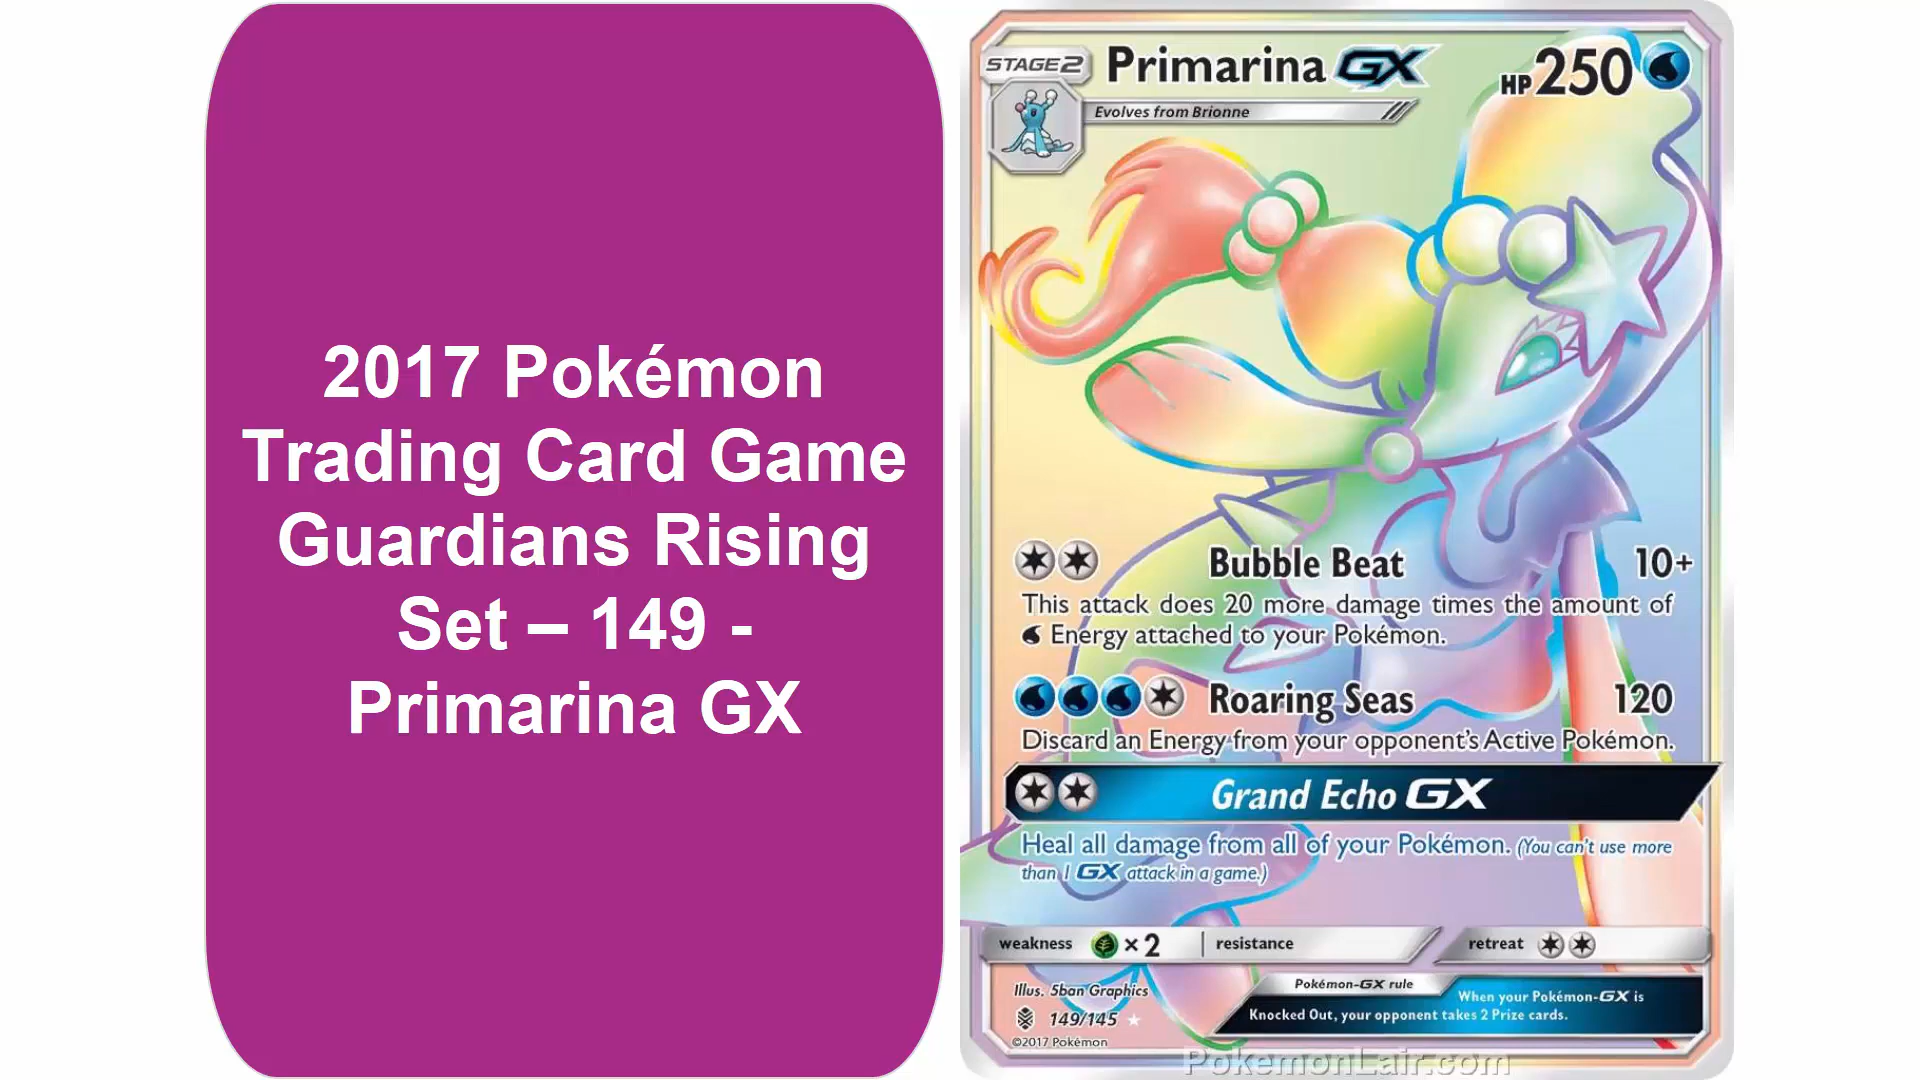 2017 Pokémon
Trading Card Game
Guardians Rising
Set – 149 -
Primarina GX
STAGE2 Primarina GX HP250
Evolves from Brionne
Bubble Beat 10+
This attack does 20 more damage times the amount of
Energy attached to your Pokémon.
Roaring Seas 120
Discard an Energy from your opponent's Active Pokémon.
Grand Echo GX
Heal all damage from all of your Pokémon. (You can't use more
than 1 GX attack in a game.)
weakness ×2 resistance retreat
Illus. 5ban Graphics
149/145
©2017 Pokémon
Pokémon-GX rule
When your Pokémon-GX is
Knocked Out, your opponent takes 2 Prize cards.
PokemonLair.com